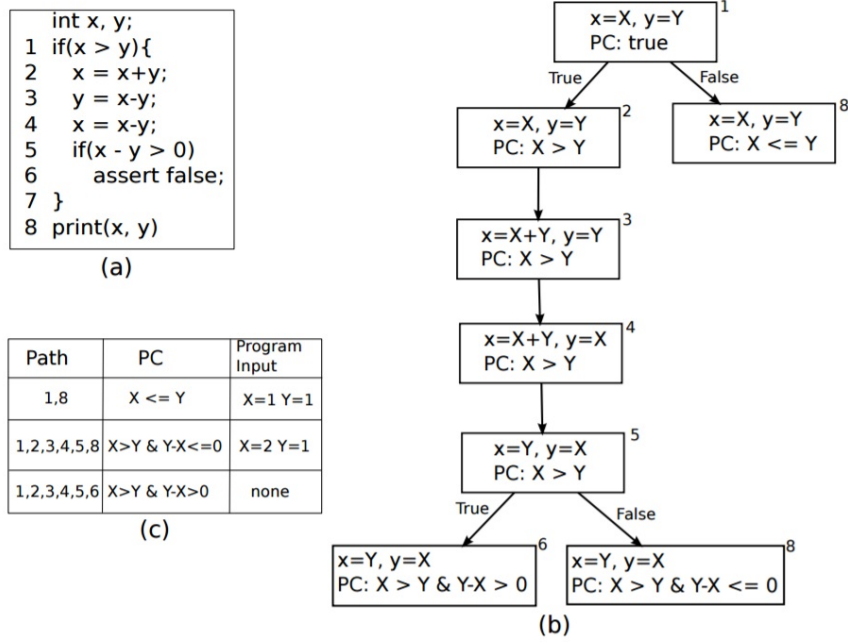 int x, y;
1 if(x > y){
2 x = x+y;
3 y = x-y;
4 x = x-y;
5 if(x - y > 0)
6 assert false;
7 }
8 print(x, y)
(a)
Path PC Program Input
1,8 X <= Y X=1 Y=1
1,2,3,4,5,8 X>Y & Y-X<=0 X=2 Y=1
1,2,3,4,5,6 X>Y & Y-X>0 none
(c)
1
x=X, y=Y
PC: true
True False
2
x=X, y=Y
PC: X > Y
8
x=X, y=Y
PC: X <= Y
3
x=X+Y, y=Y
PC: X > Y
4
x=X+Y, y=X
PC: X > Y
5
x=Y, y=X
PC: X > Y
True False
6
x=Y, y=X
PC: X > Y & Y-X > 0
8
x=Y, y=X
PC: X > Y & Y-X <= 0
(b)